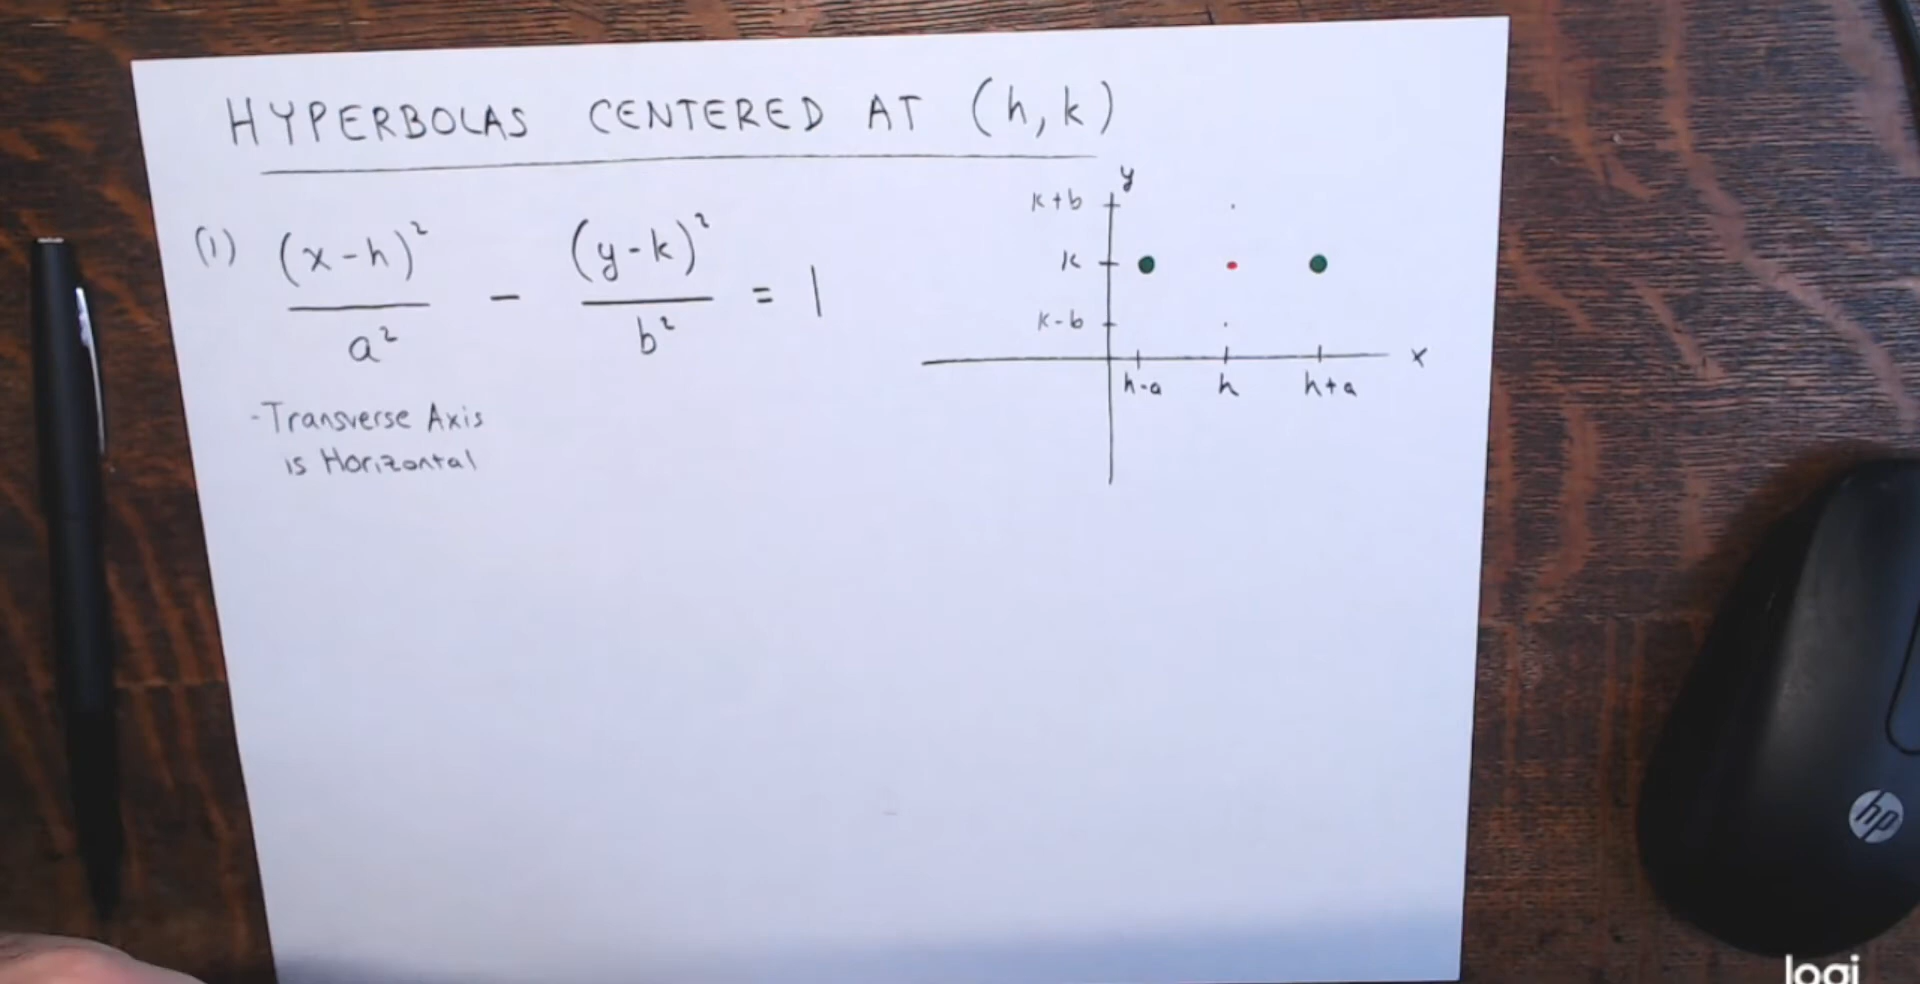 HYPERBOLAS CENTERED AT (h, k)
(1) (x-h)² / a² - (y-k)² / b² = 1
-Transverse Axis
is Horizontal
y
k+b
k
k-b
h-a h h+a
x
hp
logi